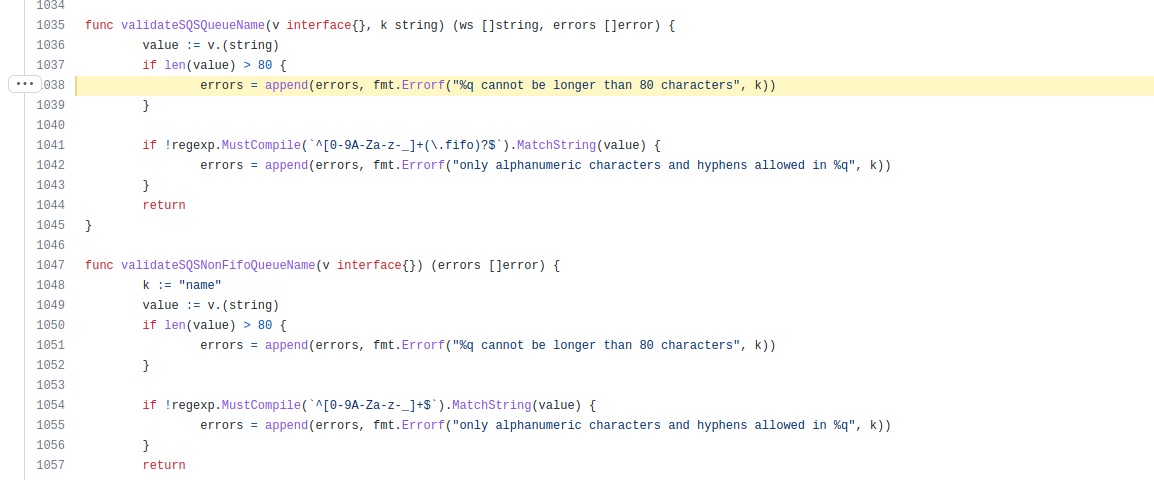 1034
1035 func validateSQSQueueName(v interface{}, k string) (ws []string, errors []error) {
1036 value := v.(string)
1037 if len(value) > 80 {
••• 1038 errors = append(errors, fmt.Errorf("%q cannot be longer than 80 characters", k))
1039 }
1040
1041 if !regexp.MustCompile(`^[0-9A-Za-z-_]+(\.fifo)?$`).MatchString(value) {
1042 errors = append(errors, fmt.Errorf("only alphanumeric characters and hyphens allowed in %q", k))
1043 }
1044 return
1045 }
1046
1047 func validateSQSNonFifoQueueName(v interface{}) (errors []error) {
1048 k := "name"
1049 value := v.(string)
1050 if len(value) > 80 {
1051 errors = append(errors, fmt.Errorf("%q cannot be longer than 80 characters", k))
1052 }
1053
1054 if !regexp.MustCompile(`^[0-9A-Za-z-_]+$`).MatchString(value) {
1055 errors = append(errors, fmt.Errorf("only alphanumeric characters and hyphens allowed in %q", k))
1056 }
1057 return